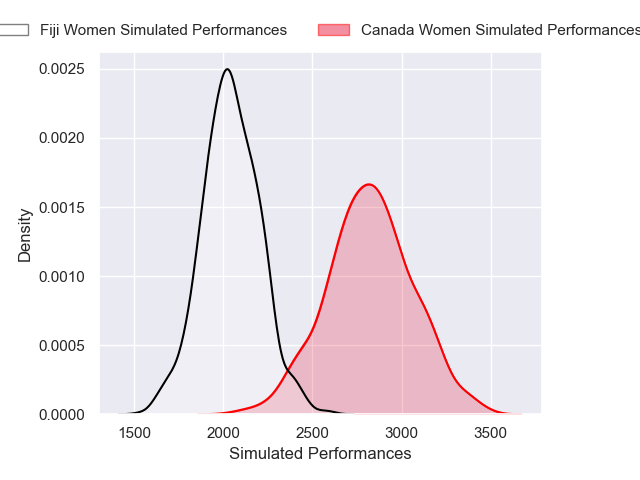 Fiji Women Simulated Performances
Canada Women Simulated Performances
0.0025
0.0020
0.0015
0.0010
0.0005
0.0000
Density
1500 2000 2500 3000 3500
Simulated Performances